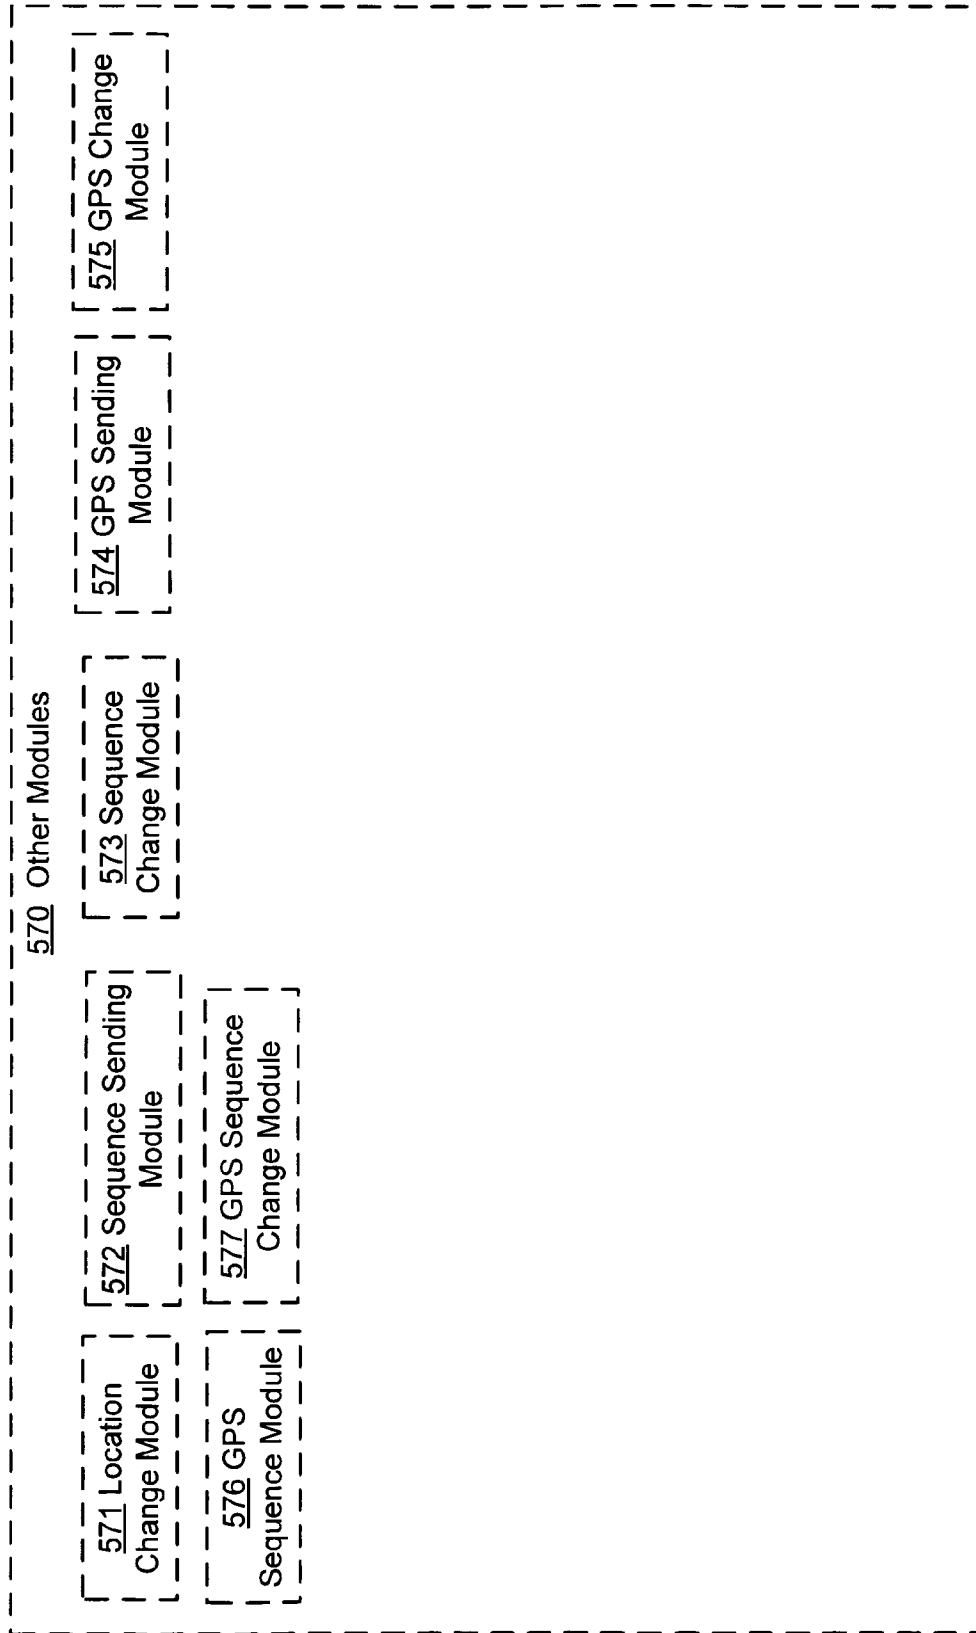 570 Other Modules
571 Location
Change Module
572 Sequence Sending
Module
573 Sequence
Change Module
574 GPS Sending
Module
575 GPS Change
Module
576 GPS
Sequence Module
577 GPS Sequence
Change Module